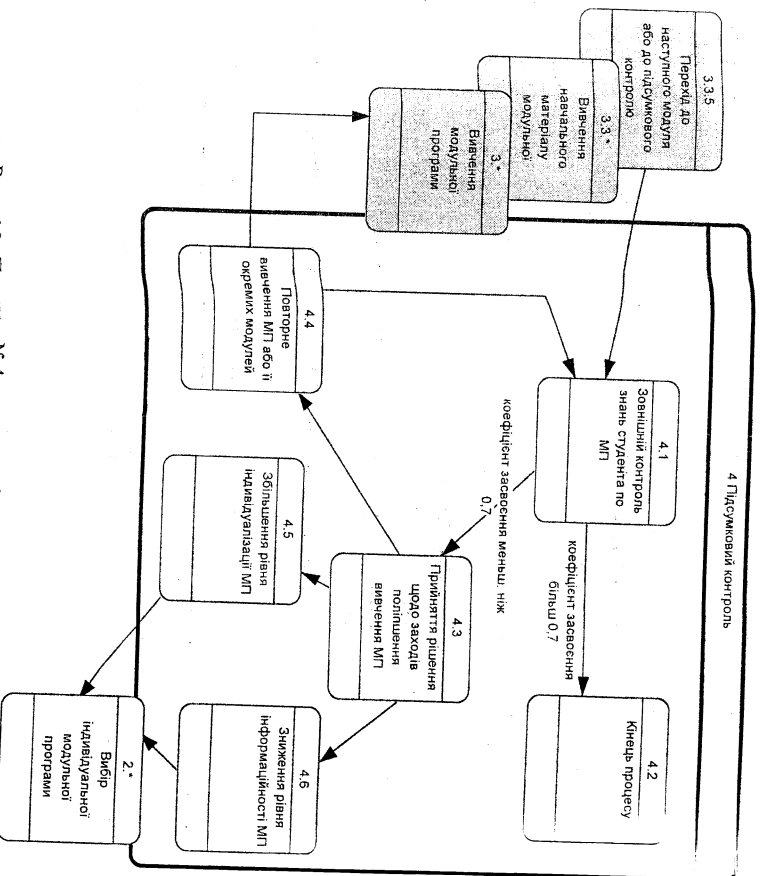 4 Підсумковий контроль
3.3.5
Перехід до
наступного модуля
або до підсумкового
контролю
3.3.*
Вивчення
навчального
матеріалу
модульної
3.*
Вивчення
модульної
програми
4.1
Зовнішній контроль
знань студента по
МП
коефіцієнт засвоєння
більш 0,7
4.2
Кінець процесу
коефіцієнт засвоєння меньш. ніж
0,7
4.3
Прийняття рішення
щодо заходів
поліпшення
вивчення МП
4.4
Повторне
вивчення МП або її
окремих модулей
4.5
Збільшення рівня
індивідуалізації МП
4.6
Зниження рівня
інформаційності МП
2.*
Вибір
індивідуальної
модульної
програми